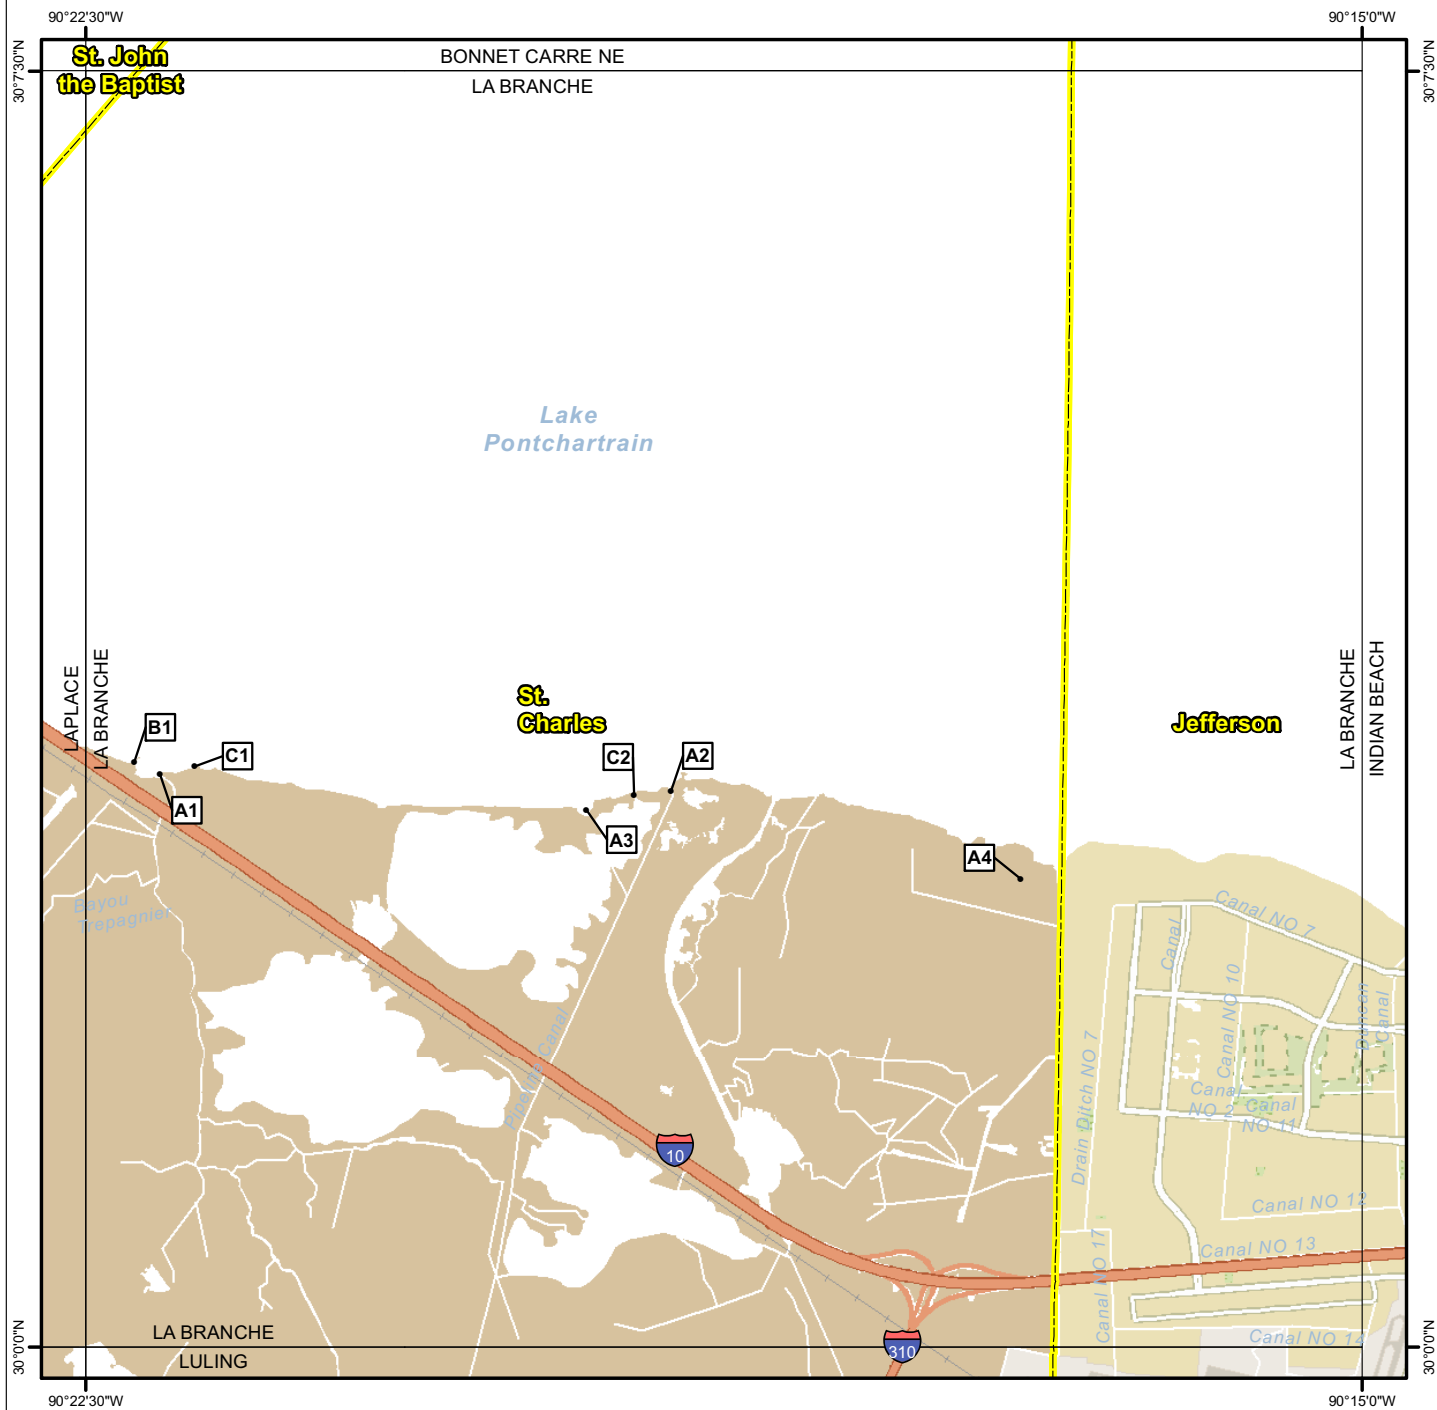 90°22'30"W
90°15'0"W
30°7'30"N
30°7'30"N
St. John
the Baptist
BONNET CARRE NE
LA BRANCHE
Lake
Pontchartrain
LAPLACE
LA BRANCHE
St.
Charles
Jefferson
LA BRANCHE
INDIAN BEACH
B1
C1
A1
C2
A2
A3
A4
Bayou
Trepagnier
Canal NO 7
Canal
Canal NO 10
Duncan
Canal
Pipeline Canal
Drain Ditch NO 7
Canal
NO 2
Canal
NO 11
10
Canal NO 12
Canal NO 13
Canal NO 17
Canal NO 14
310
LA BRANCHE
LULING
30°0'0"N
30°0'0"N
90°22'30"W
90°15'0"W